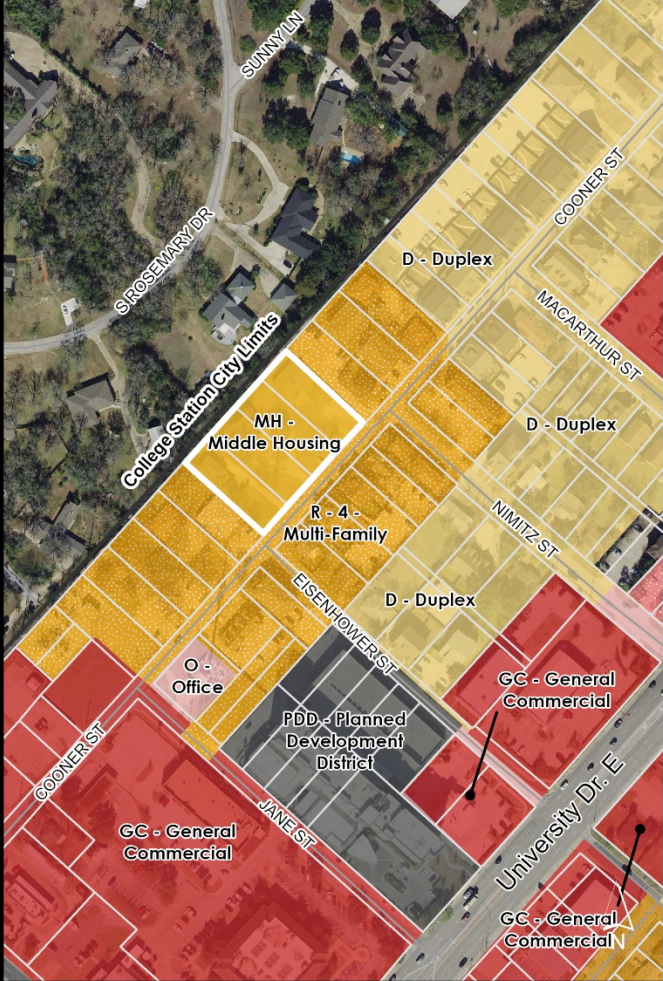 SUNNY LN
S ROSEMARY DR
COONER ST
D - Duplex
MACARTHUR ST
College Station City Limits
MH -
Middle Housing
D - Duplex
R - 4 -
Multi-Family
NIMITZ ST
EISENHOWER ST
D - Duplex
O -
Office
GC - General
Commercial
PDD - Planned
Development
District
COONER ST
JANE ST
University Dr. E
GC - General
Commercial
GC - General
Commercial
N